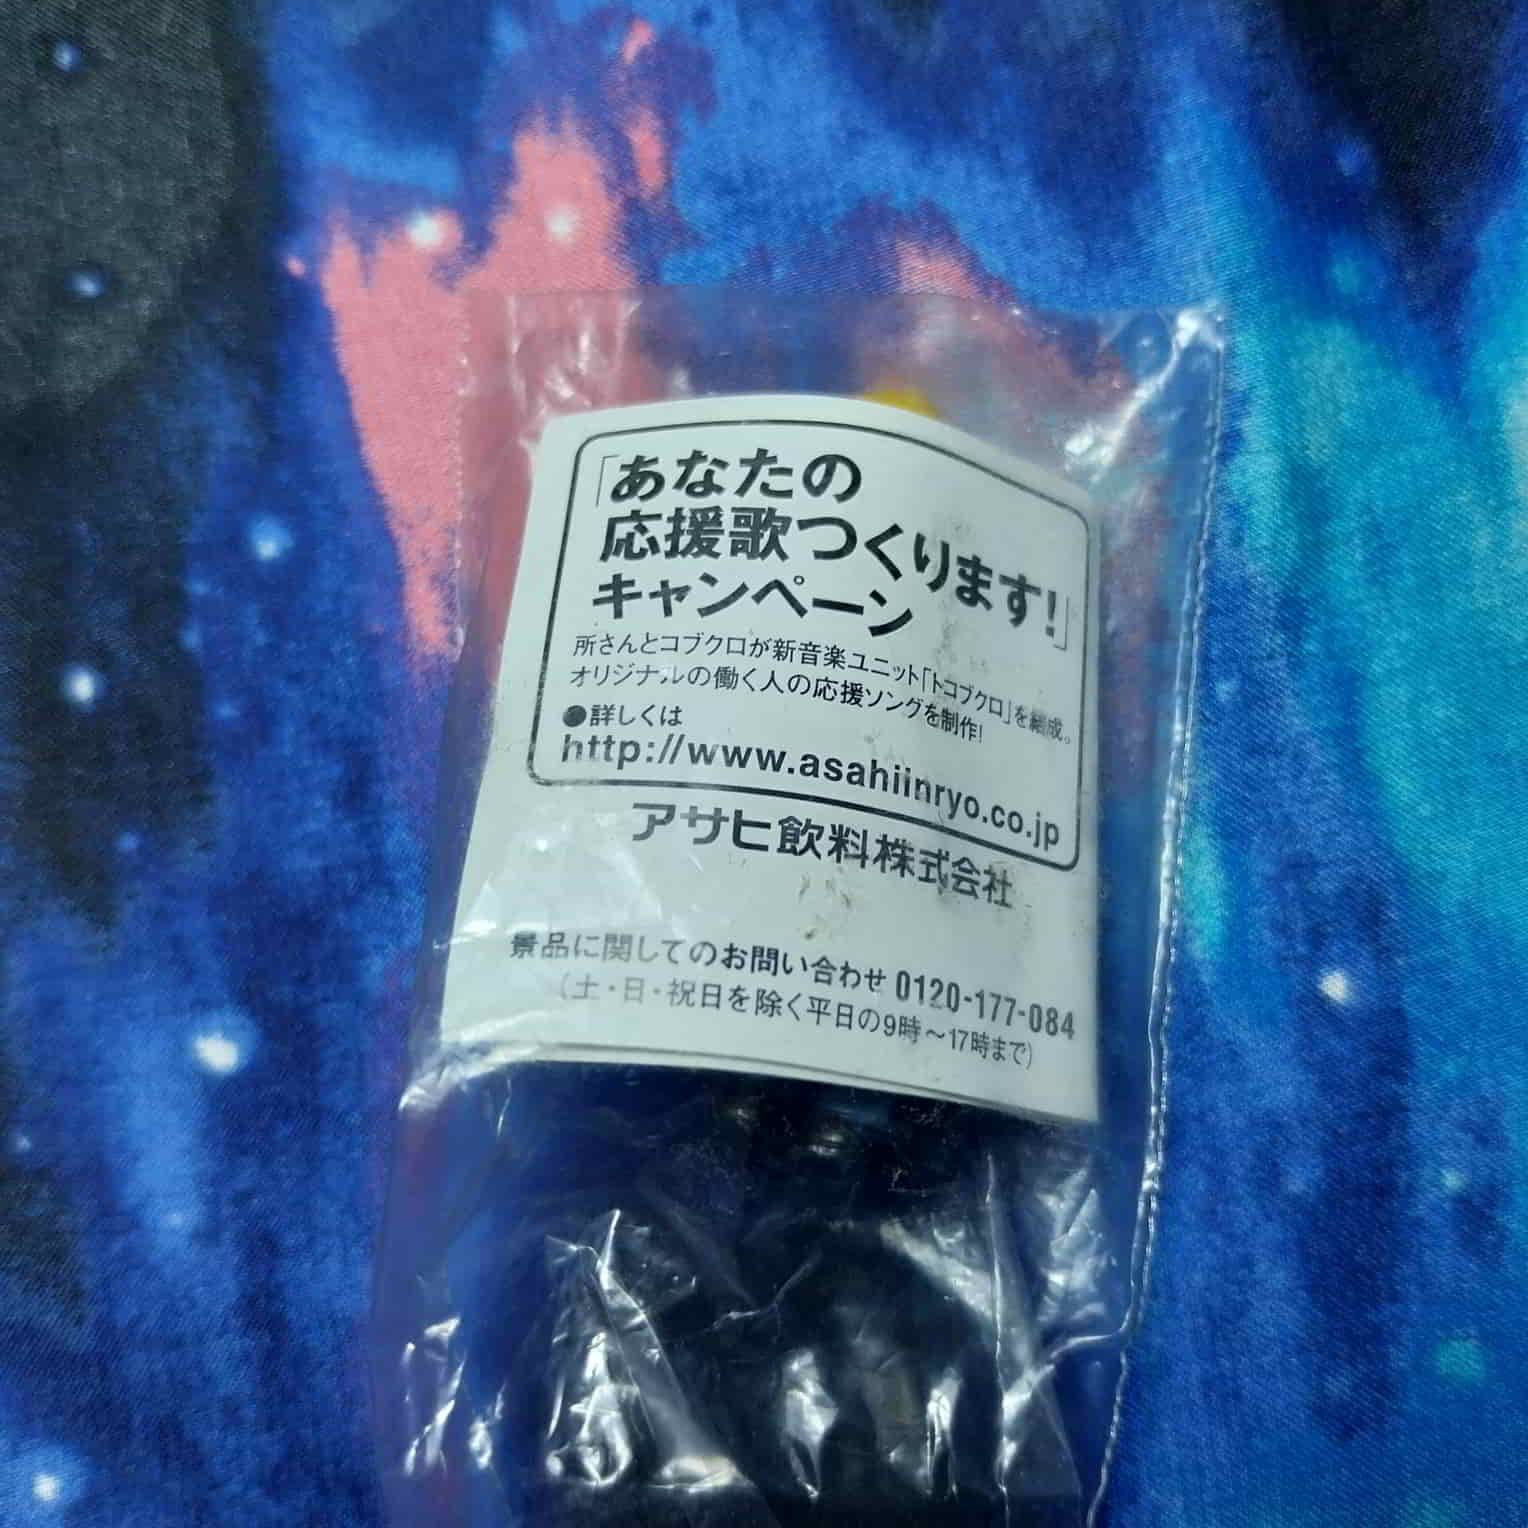 「あなたの
応援歌つくります!」
キャンペーン
所さんとコブクロが新音楽ユニット「トコブクロ」を結成。
オリジナルの働く人の応援ソングを制作!
●詳しくは
http://www.asahiinryo.co.jp
アサヒ飲料株式会社
景品に関してのお問い合わせ 0120-177-084
(土・日・祝日を除く平日の9時~17時まで)